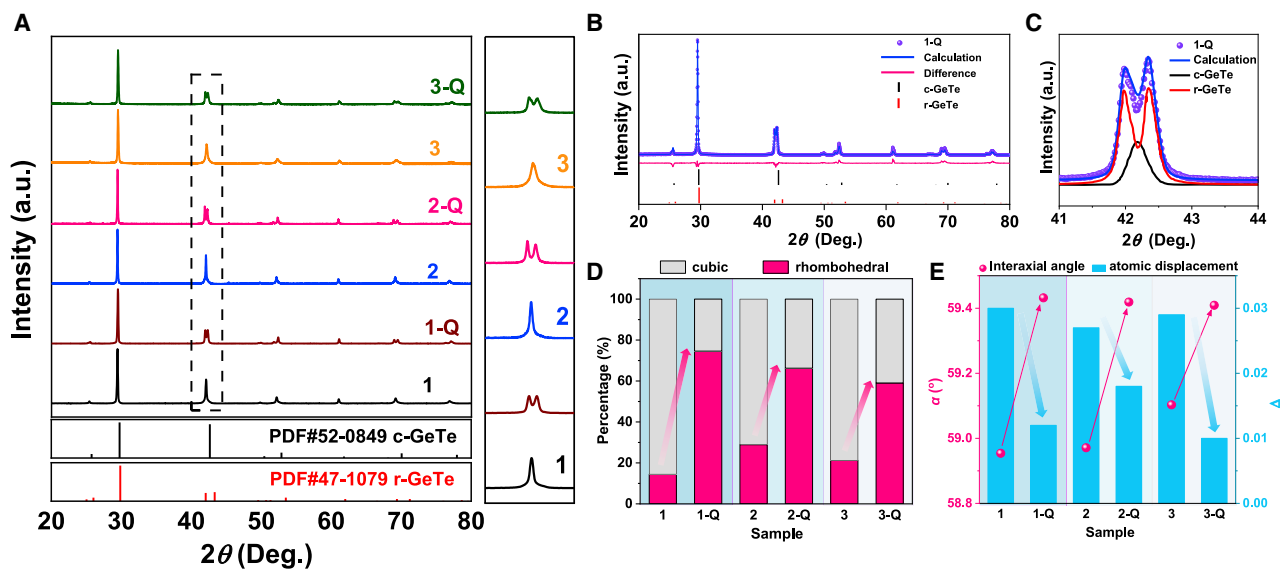 A
Intensity (a.u.)
3-Q
3
2-Q
2
1-Q
1
PDF#52-0849 c-GeTe
PDF#47-1079 r-GeTe
20 30 40 50 60 70 80
2θ (Deg.)
3
2
1
B
Intensity (a.u.)
1-Q
Calculation
Difference
c-GeTe
r-GeTe
20 30 40 50 60 70 80
2θ (Deg.)
C
Intensity (a.u.)
1-Q
Calculation
c-GeTe
r-GeTe
41 42 43 44
2θ (Deg.)
D
cubic rhombohedral
Percentage (%)
100
80
60
40
20
0
1 1-Q 2 2-Q 3 3-Q
Sample
E
Interaxial angle atomic displacement
α (°)
59.4
59.2
59.0
58.8
0.03
0.02
0.01
0.00
Δ
1 1-Q 2 2-Q 3 3-Q
Sample